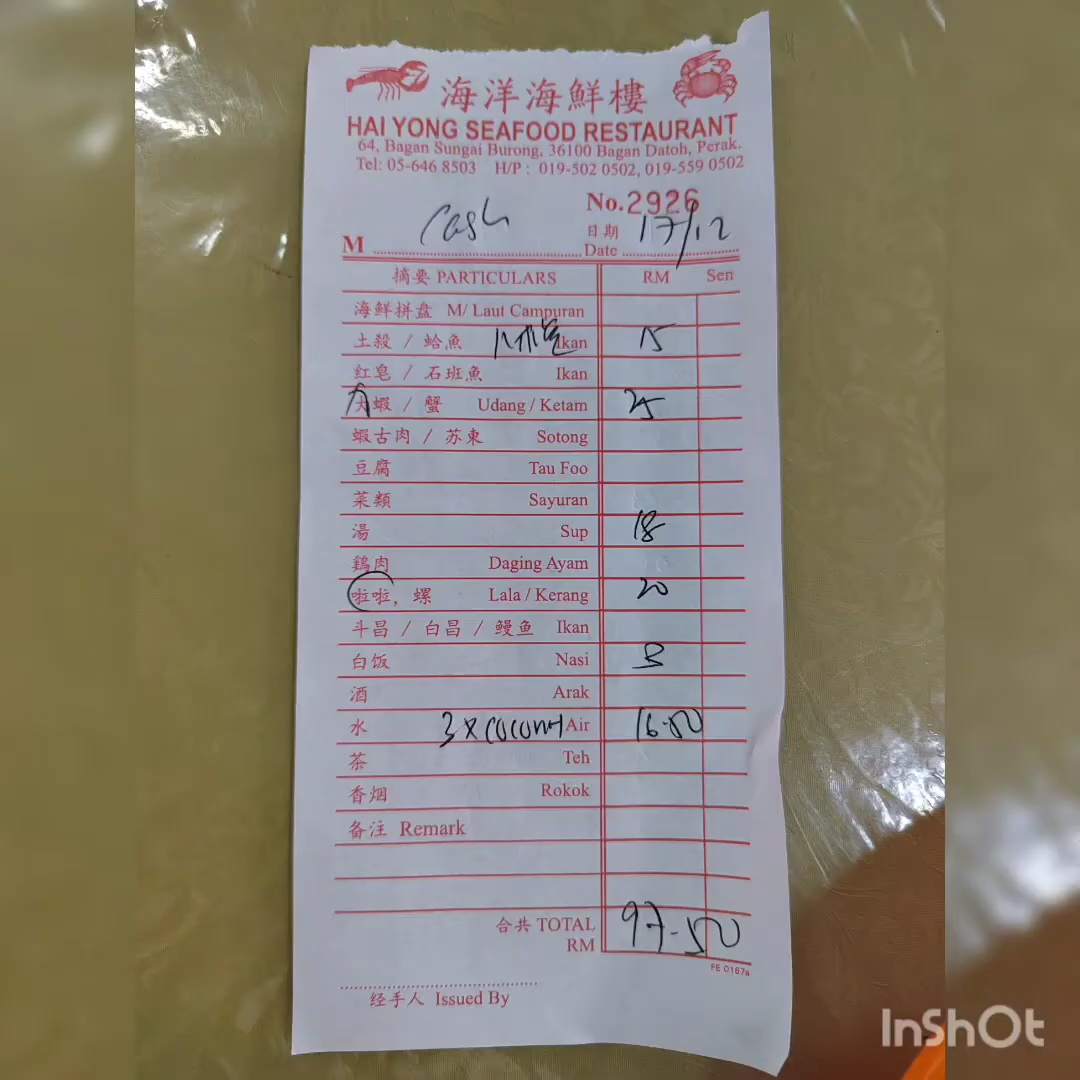 海洋海鮮樓
HAI YONG SEAFOOD RESTAURANT
64, Bagan Sungai Burong, 36100 Bagan Datoh, Perak.
Tel: 05-646 8503 H/P : 019-502 0502, 019-559 0502
No.2926
M Cash 日期 Date 17/12
摘要 PARTICULARS RM Sen
海鲜拼盘 M/ Laut Campuran
土殺 / 蛤魚 Ikan 15
红皂 / 石班魚 Ikan
大蝦 / 蟹 Udang / Ketam 25
蝦古肉 / 苏東 Sotong
豆腐 Tau Foo
菜類 Sayuran
湯 Sup 18
鷄肉 Daging Ayam
啦啦, 螺 Lala / Kerang 20
斗昌 / 白昌 / 鳗鱼 Ikan
白饭 Nasi 3
酒 Arak
水 3 x coconut Air 16.50
茶 Teh
香烟 Rokok
备注 Remark
合共 TOTAL RM 97-50
FE 0167a
经手人 Issued By
InShOt